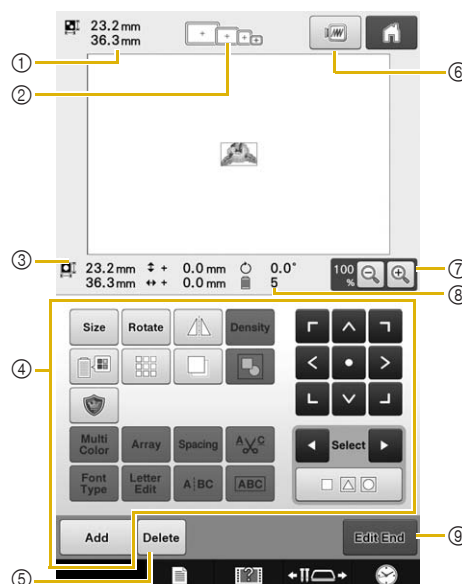 23.2 mm
36.3 mm
①
②
⑥
③
23.2 mm + 0.0 mm 0.0°
36.3 mm + 0.0 mm 5
100 %
⑦
⑧
④
Size Rotate Density
Multi Color Array Spacing A C
Font Type Letter Edit A BC ABC
Select
Add Delete Edit End
⑨
⑤
?